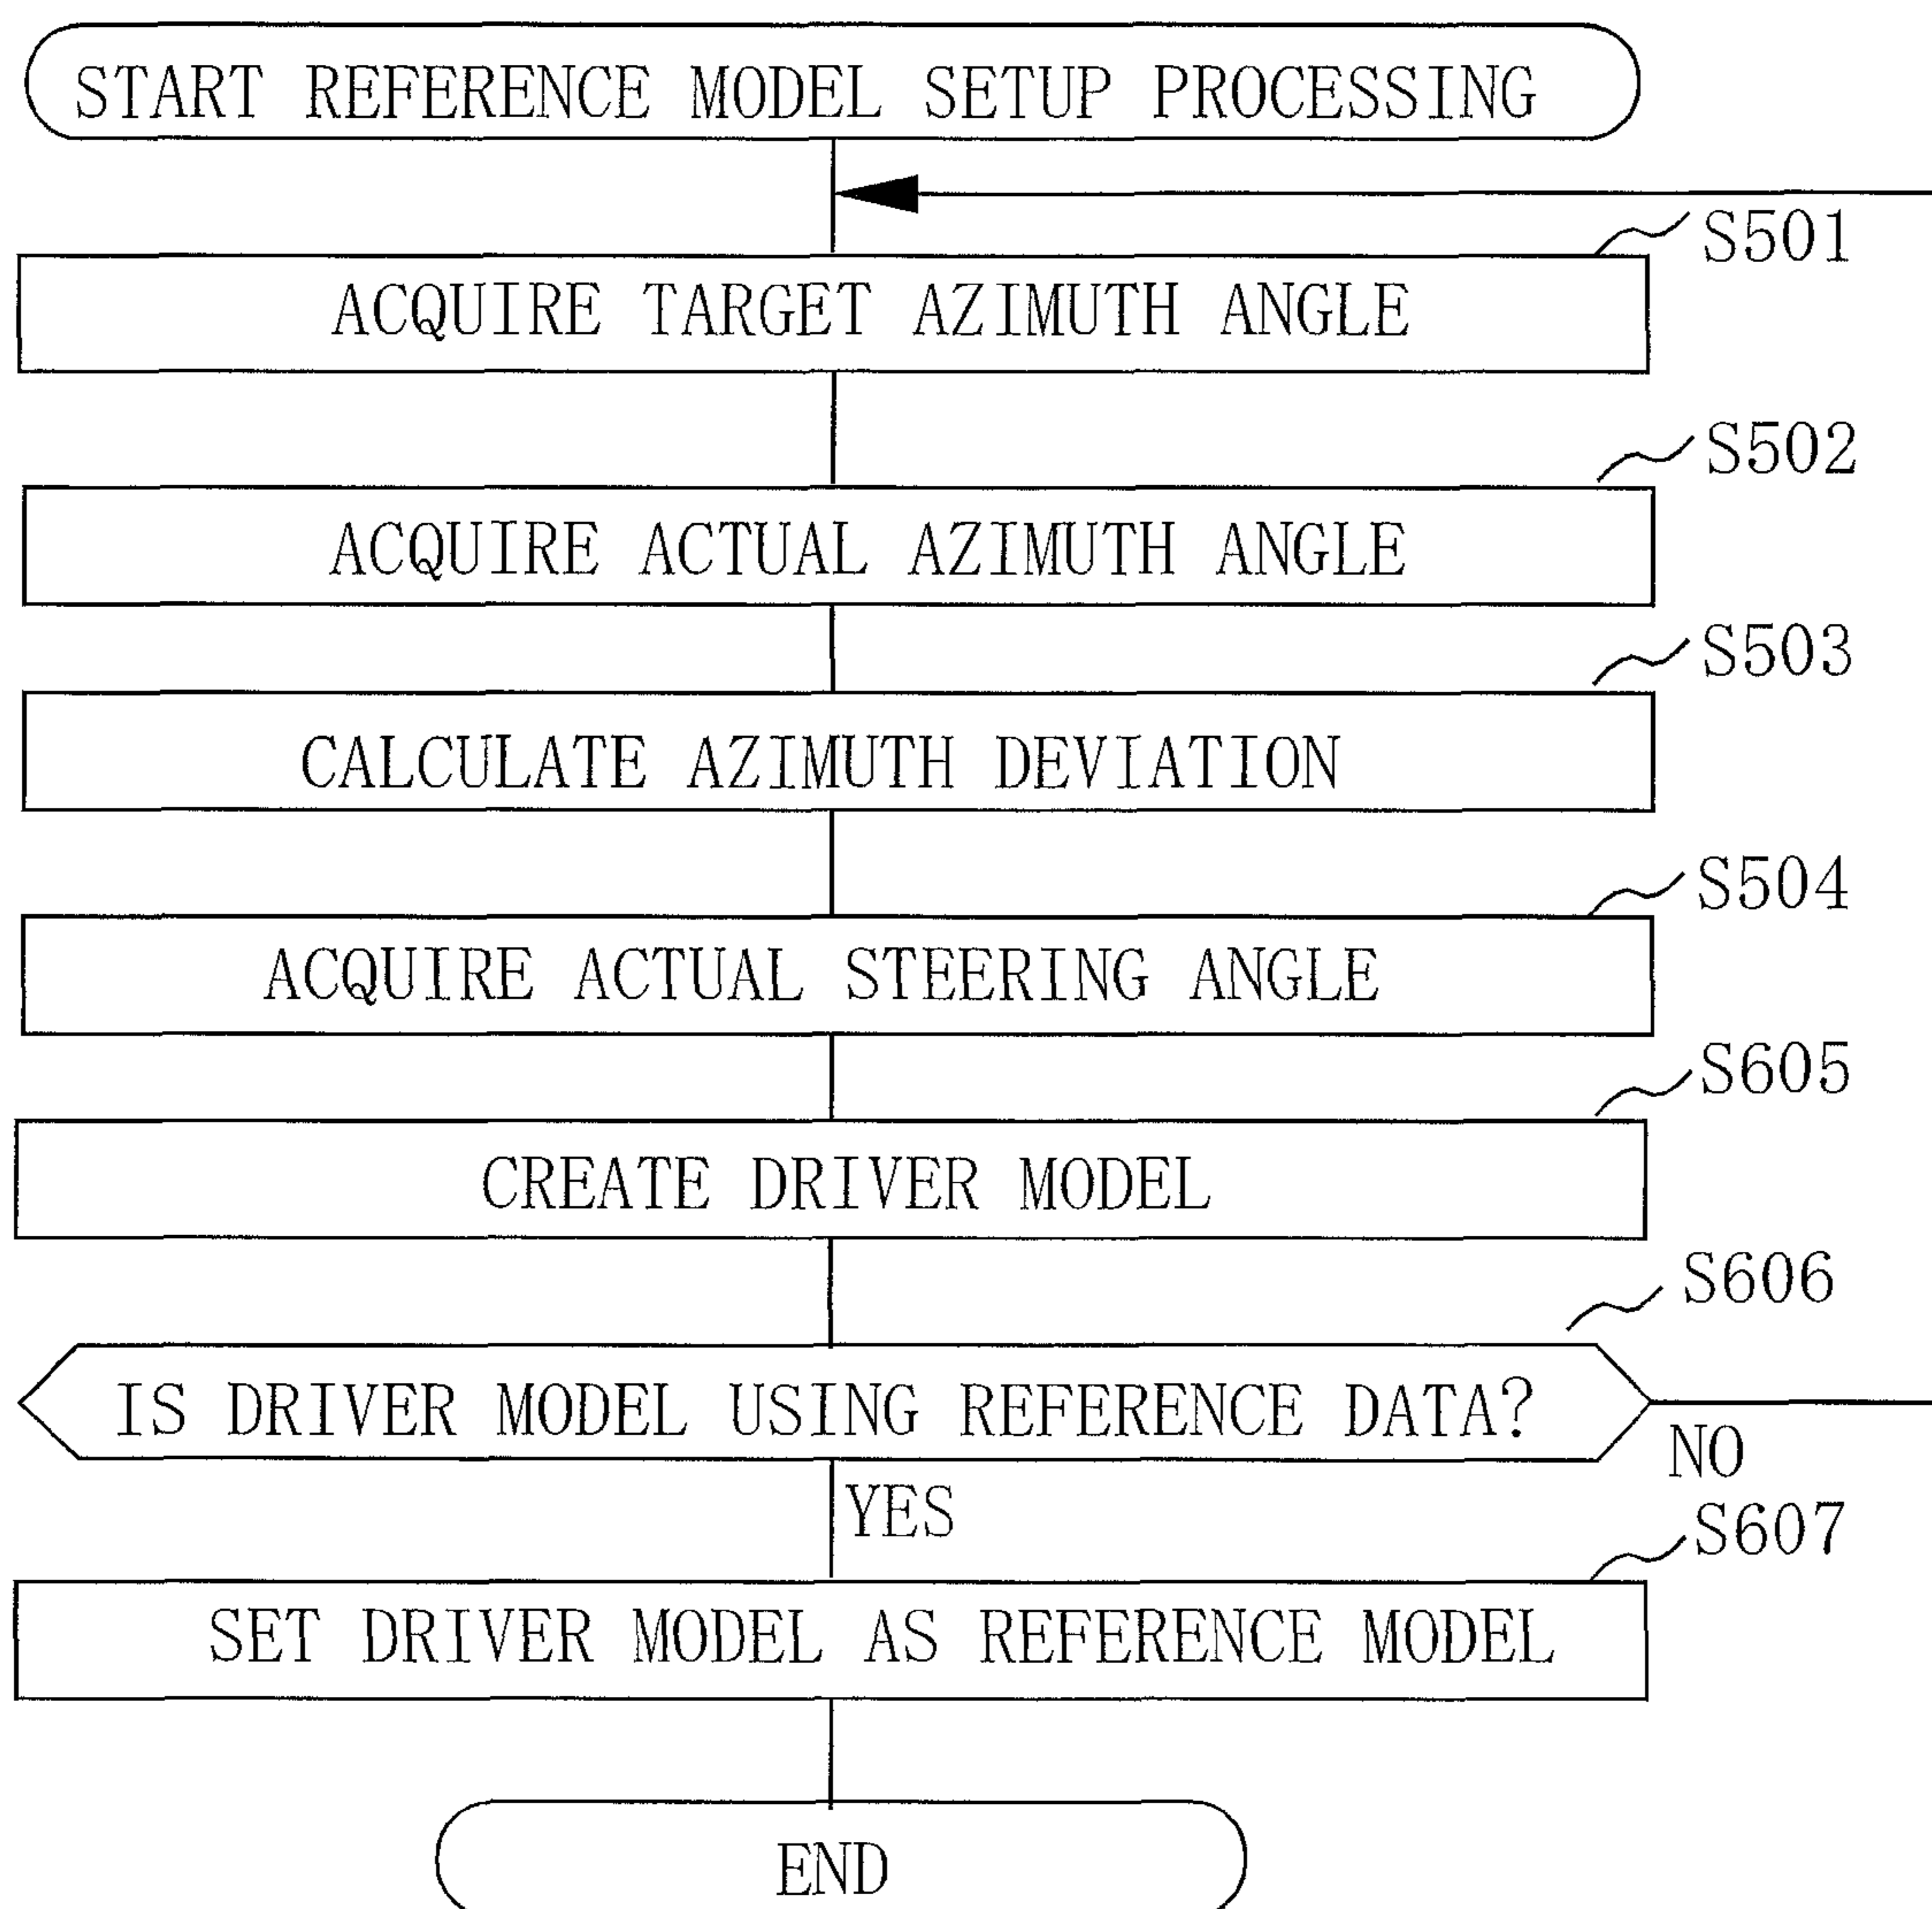 START REFERENCE MODEL SETUP PROCESSING
S501
ACQUIRE TARGET AZIMUTH ANGLE
S502
ACQUIRE ACTUAL AZIMUTH ANGLE
S503
CALCULATE AZIMUTH DEVIATION
S504
ACQUIRE ACTUAL STEERING ANGLE
S605
CREATE DRIVER MODEL
S606
IS DRIVER MODEL USING REFERENCE DATA?
NO
YES
S607
SET DRIVER MODEL AS REFERENCE MODEL
END